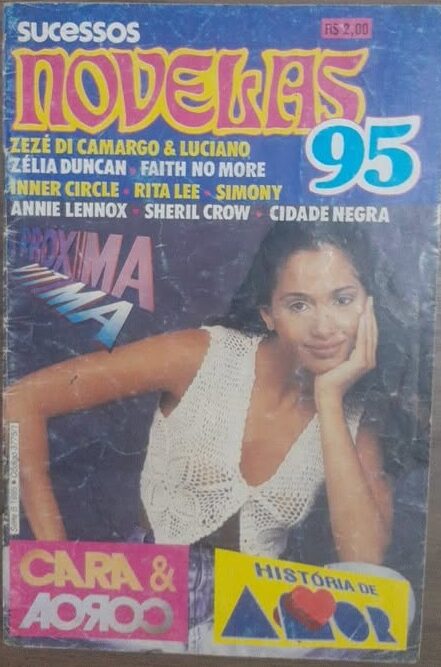 SUCESSOS
R$ 2,00
NOVELAS
95
ZEZÉ DI CAMARGO & LUCIANO
ZÉLIA DUNCAN • FAITH NO MORE
INNER CIRCLE • RITA LEE • SIMONY
ANNIE LENNOX • SHERIL CROW • CIDADE NEGRA
PRÓXIMA
CARA &
COROA
HISTÓRIA DE
AMOR